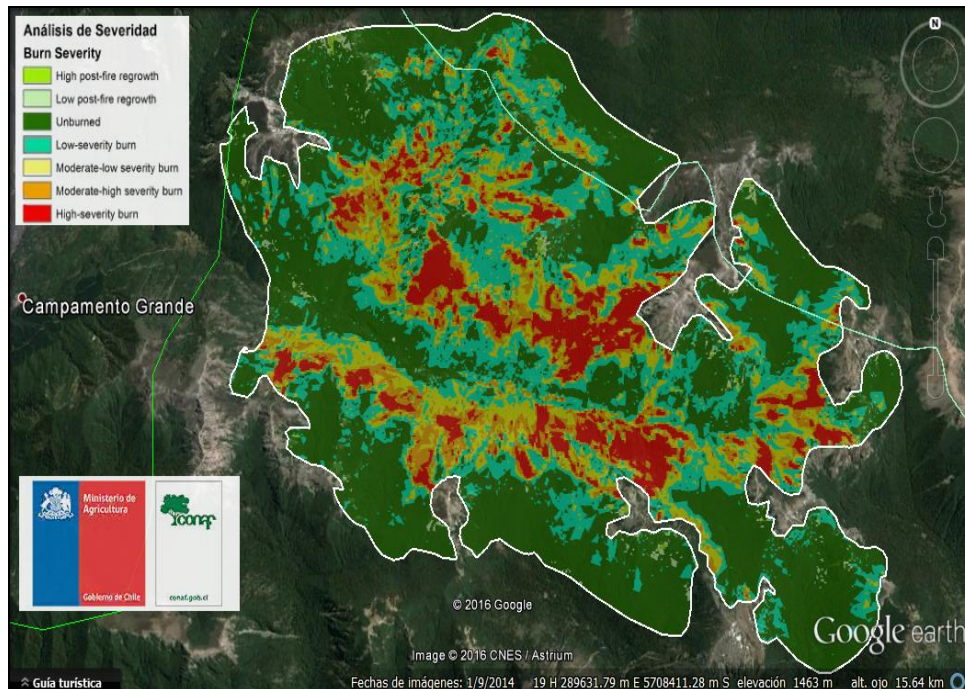 Análisis de Severidad
Burn Severity
High post-fire regrowth
Low post-fire regrowth
Unburned
Low-severity burn
Moderate-low severity burn
Moderate-high severity burn
High-severity burn
N
Campamento Grande
Ministerio de
Agricultura
Gobierno de Chile
conaf
conaf.gob.cl
© 2016 Google
Image © 2016 CNES / Astrium
Google earth
Guía turística
Fechas de imágenes: 1/9/2014 19 H 289631.79 m E 5708411.28 m S elevación 1463 m alt. ojo 15.64 km